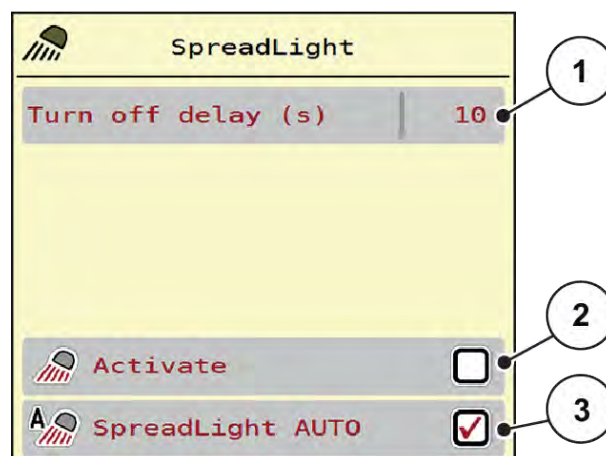 SpreadLight
Turn off delay (s) 10
1
Activate
2
A SpreadLight AUTO
3